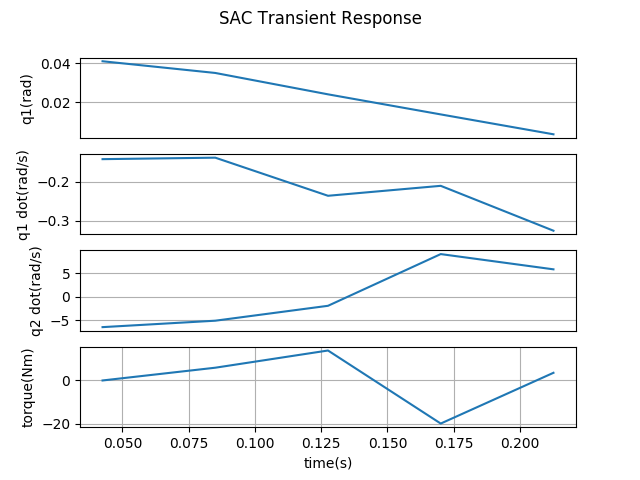 SAC Transient Response
q1(rad)
0.04
0.02
q1 dot(rad/s)
−0.2
−0.3
q2 dot(rad/s)
5
0
−5
torque(Nm)
0
−20
0.050 0.075 0.100 0.125 0.150 0.175 0.200
time(s)